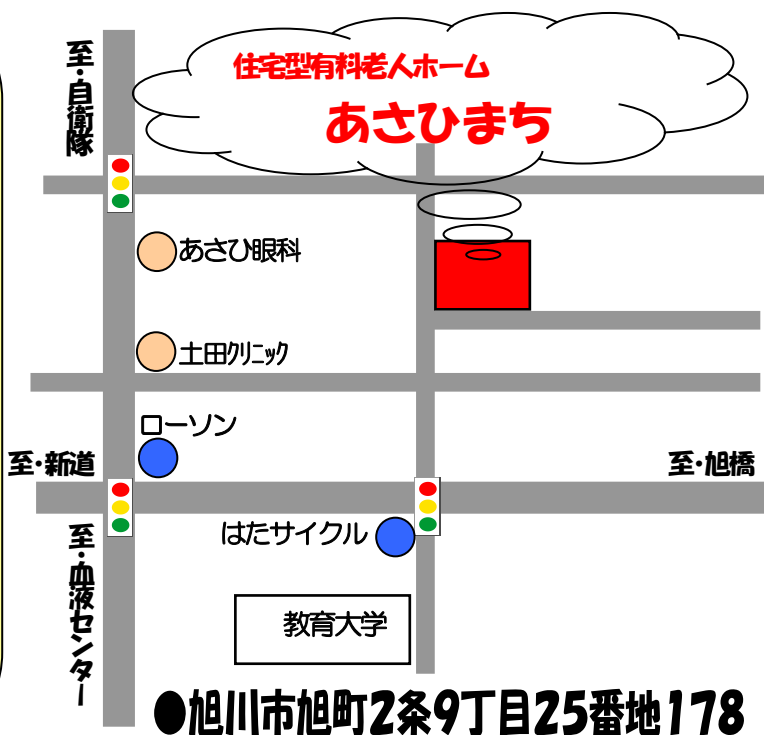 至・自衛隊
住宅型有料老人ホーム
あさひまち
あさひ眼科
土田クリニック
ローソン
至・新道
至・旭橋
はたサイクル
至・血液センター
教育大学
●旭川市旭町2条9丁目25番地178